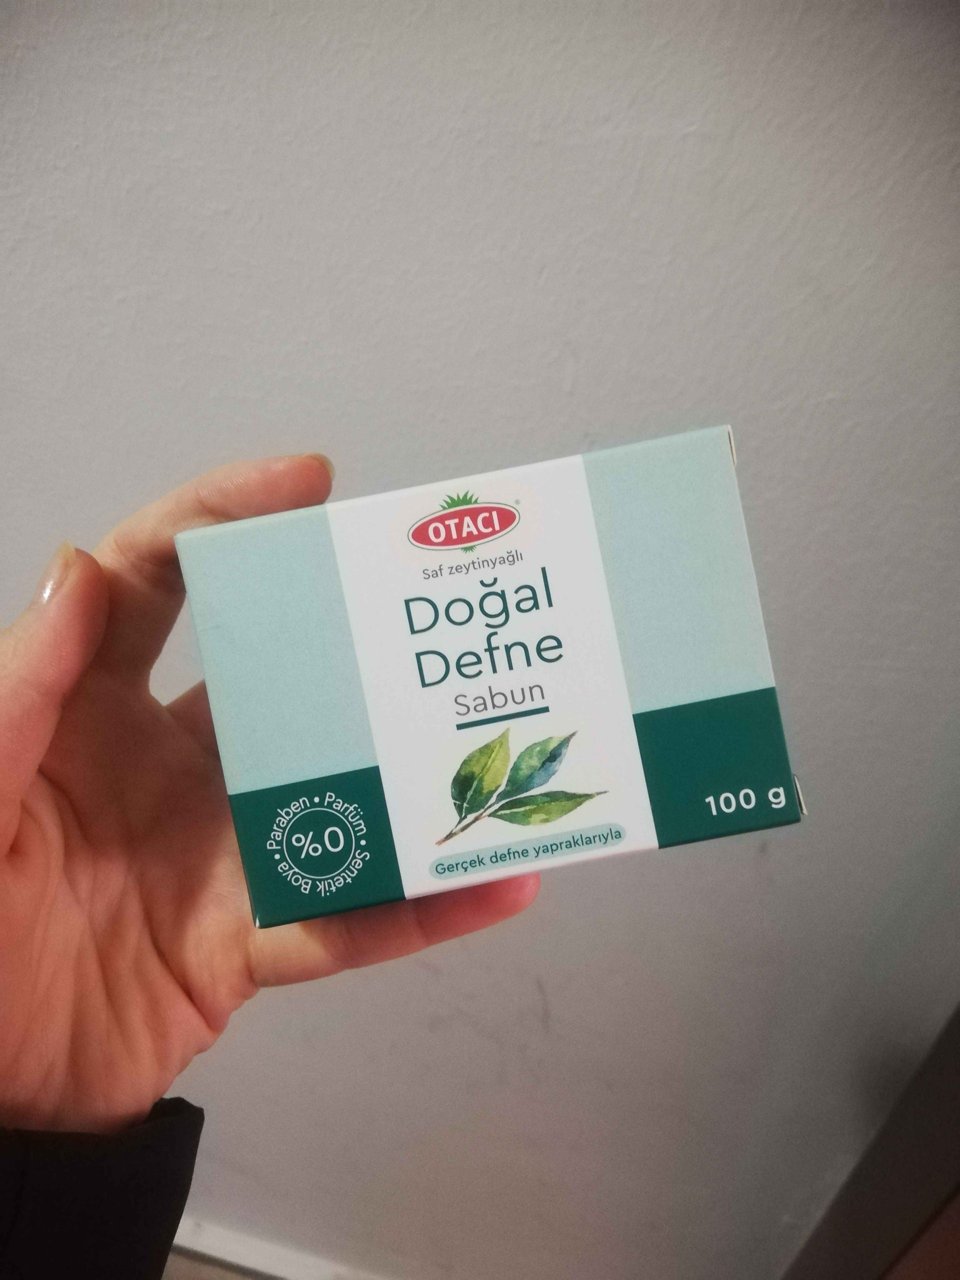 OTACI
Saf zeytinyağlı
Doğal
Defne
Sabun
Gerçek defne yapraklarıyla
%0
Paraben • Parfüm • Sentetik Boya •
100 g